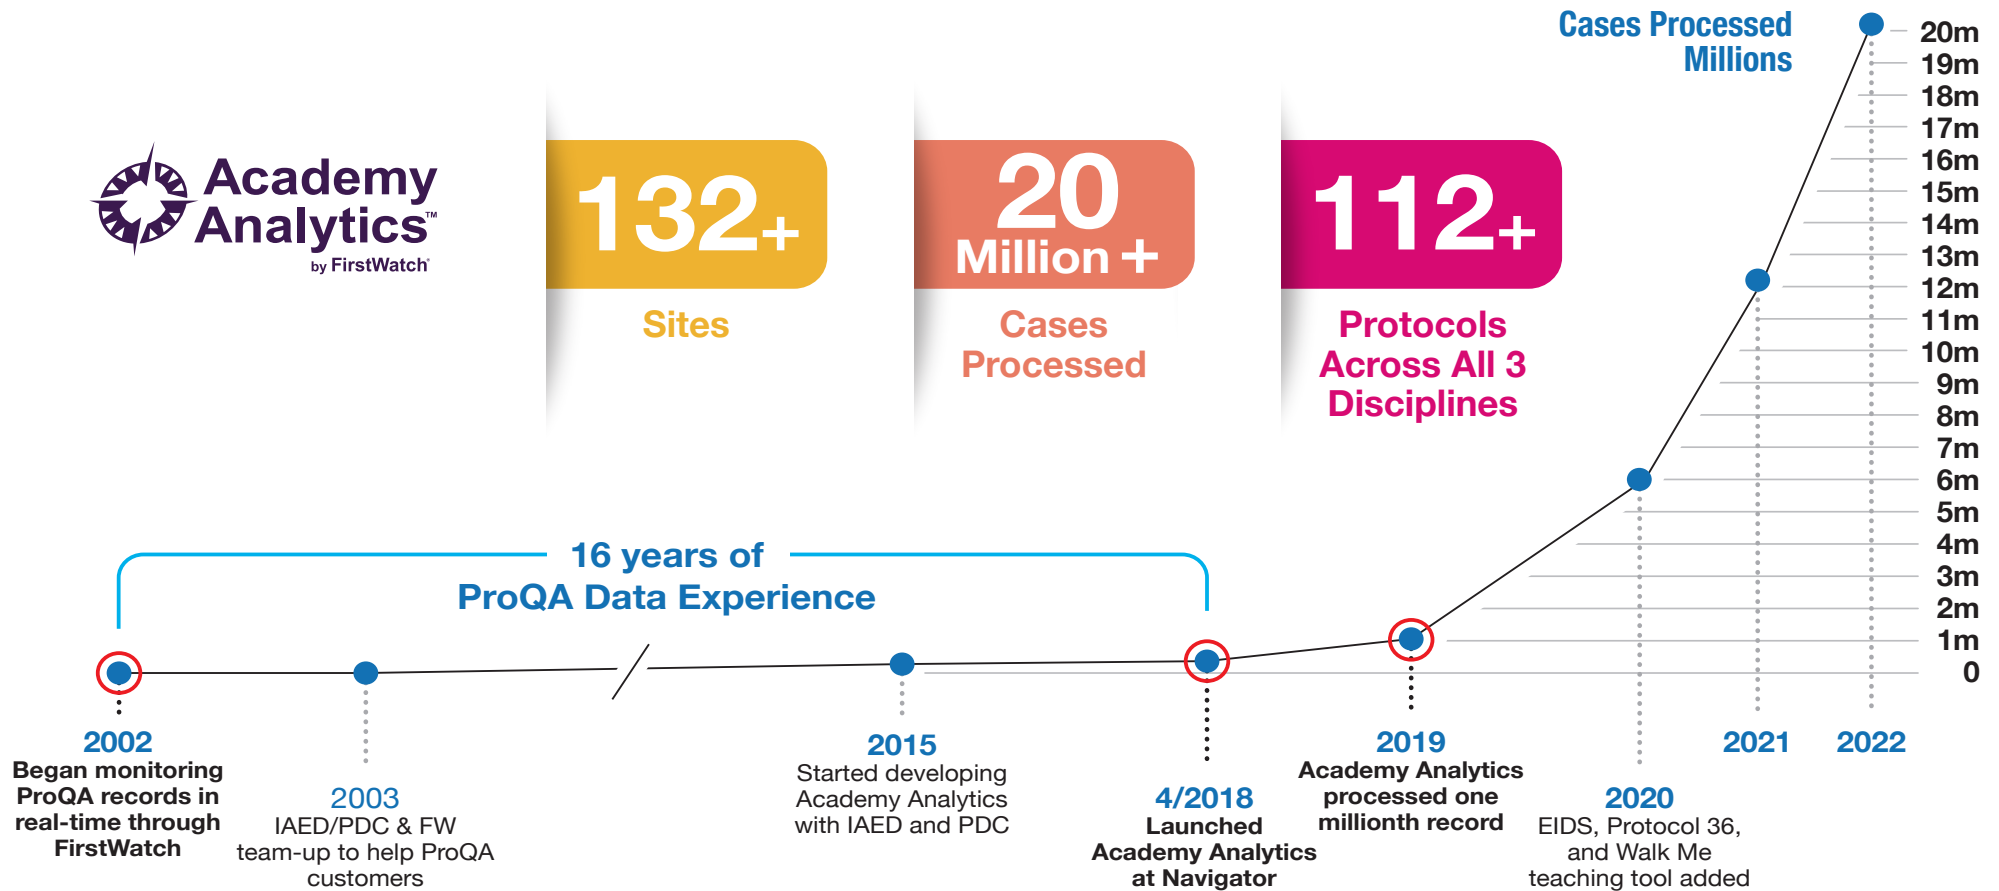 Academy
Analytics™
by FirstWatch®
132+
Sites
20
Million +
Cases
Processed
112+
Protocols
Across All 3
Disciplines
Cases Processed
Millions
20m
19m
18m
17m
16m
15m
14m
13m
12m
11m
10m
9m
8m
7m
6m
5m
4m
3m
2m
1m
0
16 years of
ProQA Data Experience
2002
Began monitoring
ProQA records in
real-time through
FirstWatch
2003
IAED/PDC & FW
team-up to help ProQA
customers
2015
Started developing
Academy Analytics
with IAED and PDC
4/2018
Launched
Academy Analytics
at Navigator
2019
Academy Analytics
processed one
millionth record
2020
EIDS, Protocol 36,
and Walk Me
teaching tool added
2021
2022